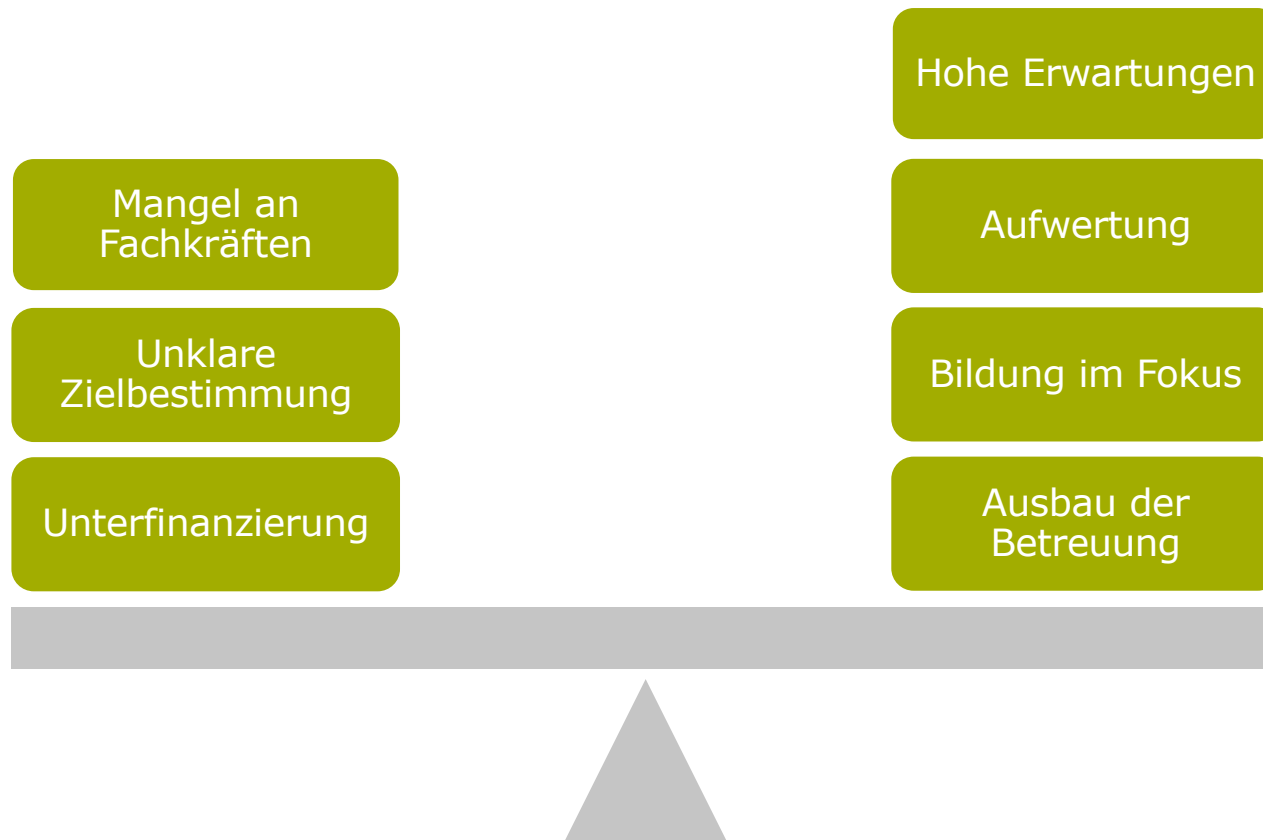 Mangel an
Fachkräften
Unklare
Zielbestimmung
Unterfinanzierung
Hohe Erwartungen
Aufwertung
Bildung im Fokus
Ausbau der
Betreuung